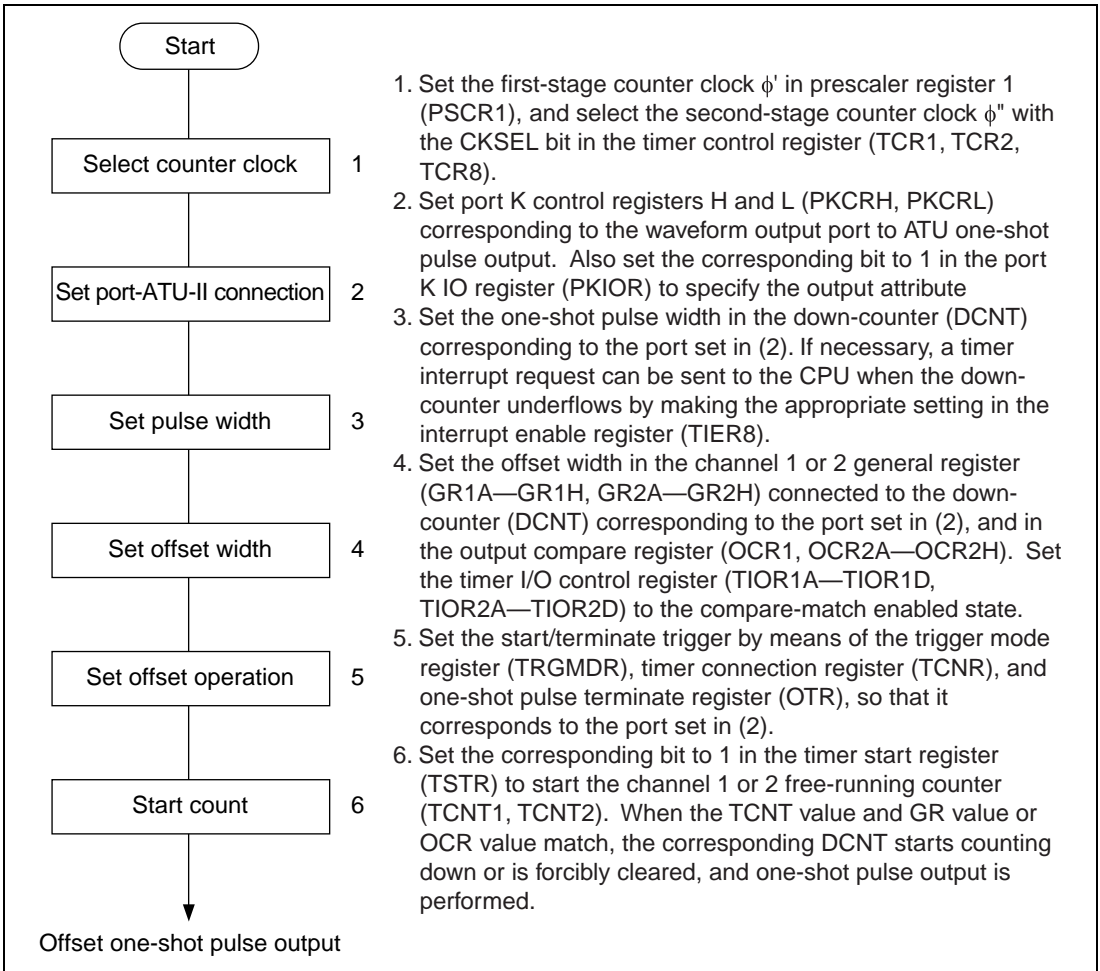 Start
Select counter clock 1
Set port-ATU-II connection 2
Set pulse width 3
Set offset width 4
Set offset operation 5
Start count 6
Offset one-shot pulse output
1. Set the first-stage counter clock ϕ' in prescaler register 1
(PSCR1), and select the second-stage counter clock ϕ" with
the CKSEL bit in the timer control register (TCR1, TCR2,
TCR8).
2. Set port K control registers H and L (PKCRH, PKCRL)
corresponding to the waveform output port to ATU one-shot
pulse output.  Also set the corresponding bit to 1 in the port
K IO register (PKIOR) to specify the output attribute
3. Set the one-shot pulse width in the down-counter (DCNT)
corresponding to the port set in (2). If necessary, a timer
interrupt request can be sent to the CPU when the down-
counter underflows by making the appropriate setting in the
interrupt enable register (TIER8).
4. Set the offset width in the channel 1 or 2 general register
(GR1A—GR1H, GR2A—GR2H) connected to the down-
counter (DCNT) corresponding to the port set in (2), and in
the output compare register (OCR1, OCR2A—OCR2H).  Set
the timer I/O control register (TIOR1A—TIOR1D,
TIOR2A—TIOR2D) to the compare-match enabled state.
5. Set the start/terminate trigger by means of the trigger mode
register (TRGMDR), timer connection register (TCNR), and
one-shot pulse terminate register (OTR), so that it
corresponds to the port set in (2).
6. Set the corresponding bit to 1 in the timer start register
(TSTR) to start the channel 1 or 2 free-running counter
(TCNT1, TCNT2).  When the TCNT value and GR value or
OCR value match, the corresponding DCNT starts counting
down or is forcibly cleared, and one-shot pulse output is
performed.